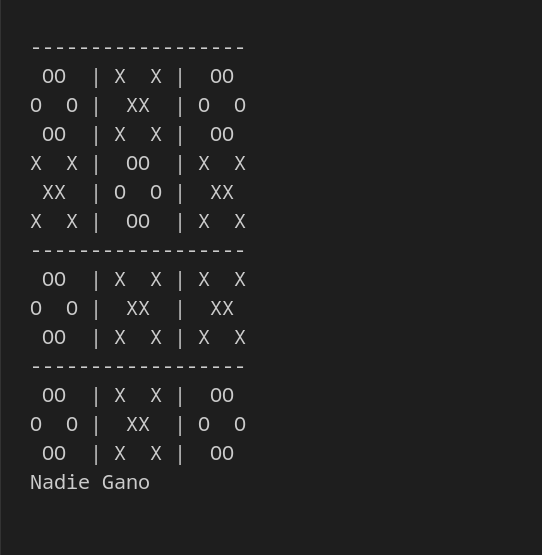 ------------------
 OO  | X  X |  OO
O  O |  XX  | O  O
 OO  | X  X |  OO
X  X |  OO  | X  X
 XX  | O  O |  XX
X  X |  OO  | X  X
------------------
 OO  | X  X | X  X
O  O |  XX  |  XX
 OO  | X  X | X  X
------------------
 OO  | X  X |  OO
O  O |  XX  | O  O
 OO  | X  X |  OO
Nadie Gano